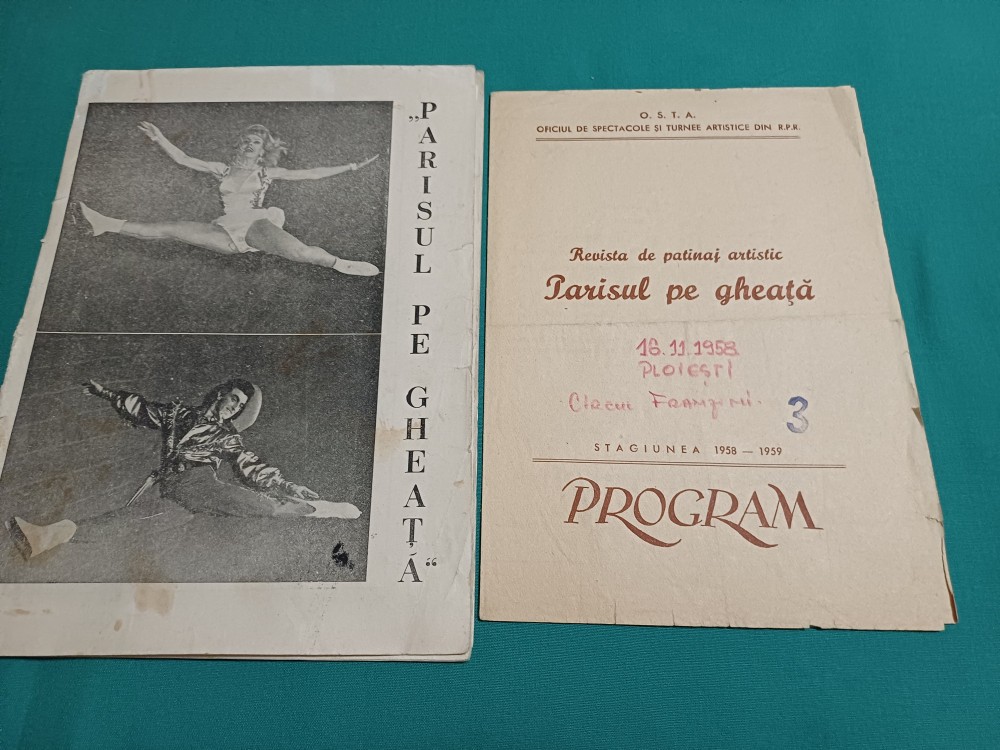 „PARISUL PE GHEAȚĂ“
O. S. T. A.
OFICIUL DE SPECTACOLE ȘI TURNEE ARTISTICE DIN R.P.R.
Revista de patinaj artistic
Parisul pe gheață
16.11.1958
PLOIEȘTI
Circul
3
STAGIUNEA 1958 — 1959
PROGRAM